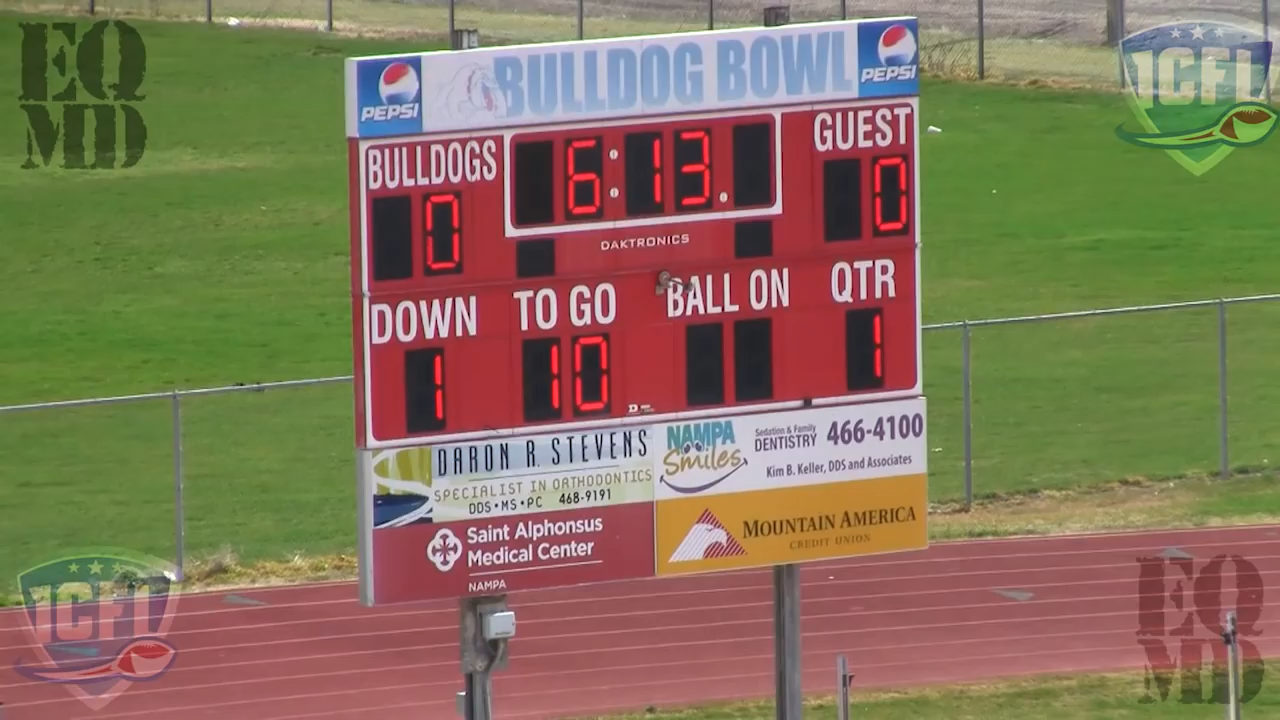 EQ
MD
1CFL
PEPSI
BULLDOG BOWL
PEPSI
BULLDOGS
6:13.
GUEST
0
0
DAKTRONICS
DOWN
TO GO
BALL ON
QTR
1
10
1
DARON R. STEVENS
SPECIALIST IN ORTHODONTICS
DDS•MS•PC 468-9191
NAMPA
Smiles
Sedation & Family
DENTISTRY
466-4100
Kim B. Keller, DDS and Associates
Saint Alphonsus
Medical Center
NAMPA
MOUNTAIN AMERICA
CREDIT UNION
1CFL
EQ
MD